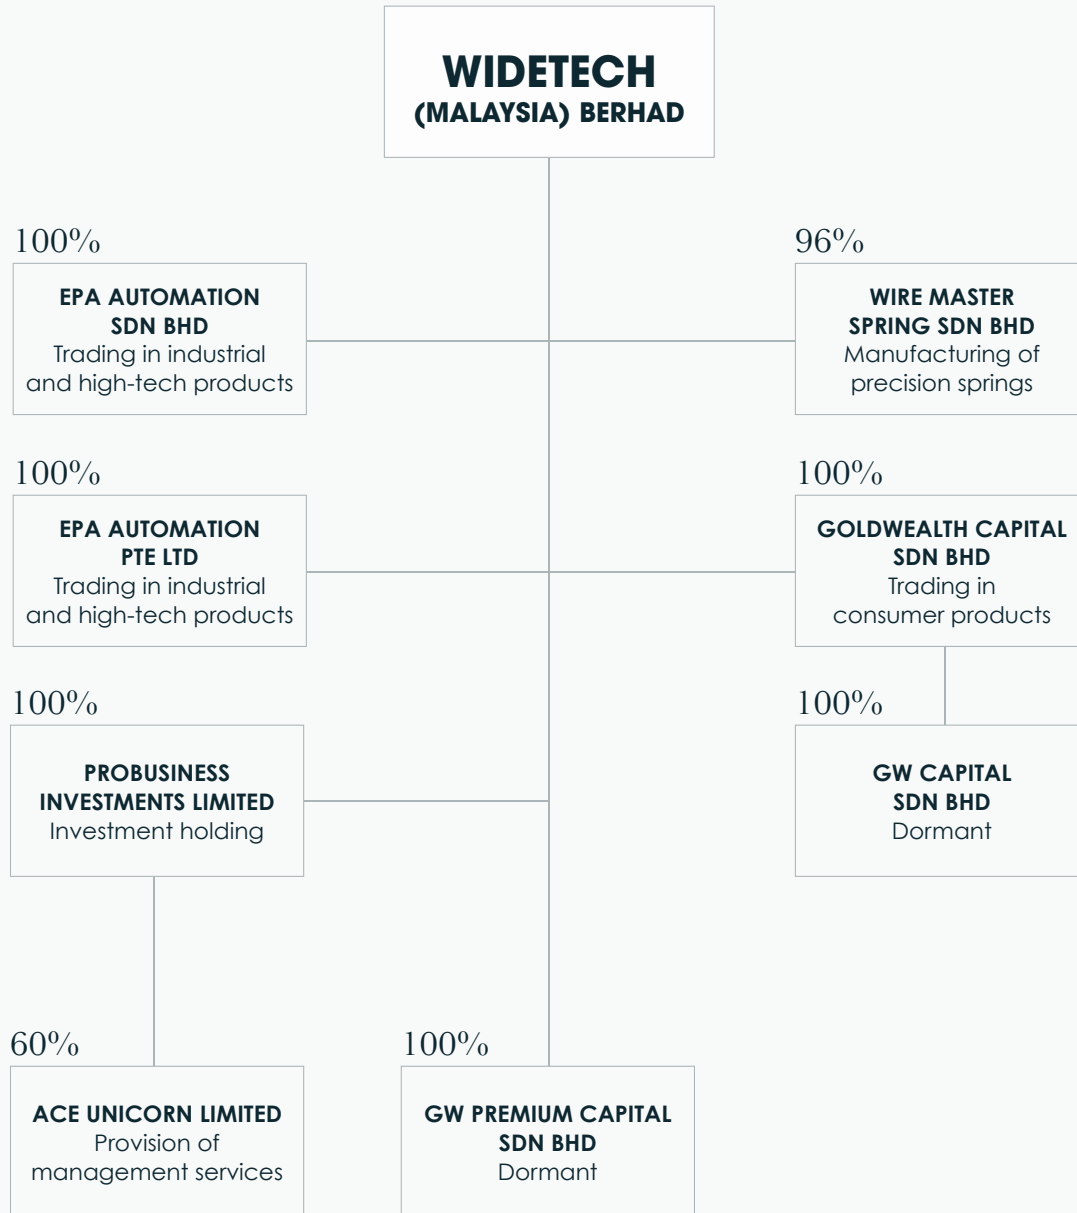 WIDETECH
(MALAYSIA) BERHAD
100%
EPA AUTOMATION
SDN BHD
Trading in industrial
and high-tech products
96%
WIRE MASTER
SPRING SDN BHD
Manufacturing of
precision springs
100%
EPA AUTOMATION
PTE LTD
Trading in industrial
and high-tech products
100%
GOLDWEALTH CAPITAL
SDN BHD
Trading in
consumer products
100%
PROBUSINESS
INVESTMENTS LIMITED
Investment holding
100%
GW CAPITAL
SDN BHD
Dormant
60%
ACE UNICORN LIMITED
Provision of
management services
100%
GW PREMIUM CAPITAL
SDN BHD
Dormant